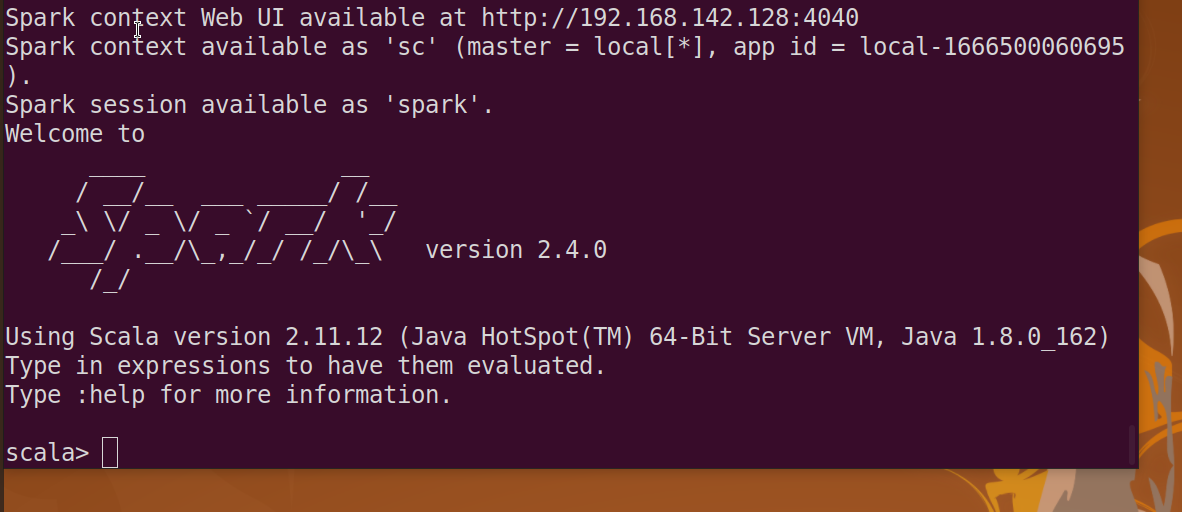 Spark context Web UI available at http://192.168.142.128:4040
Spark context available as 'sc' (master = local[*], app id = local-1666500060695
).
Spark session available as 'spark'.
Welcome to
      ____              __
     / __/__  ___ _____/ /__
    _\ \/ _ \/ _ `/ __/  '_/
   /___/ .__/\_,_/_/ /_/\_\   version 2.4.0
      /_/
Using Scala version 2.11.12 (Java HotSpot(TM) 64-Bit Server VM, Java 1.8.0_162)
Type in expressions to have them evaluated.
Type :help for more information.
scala>